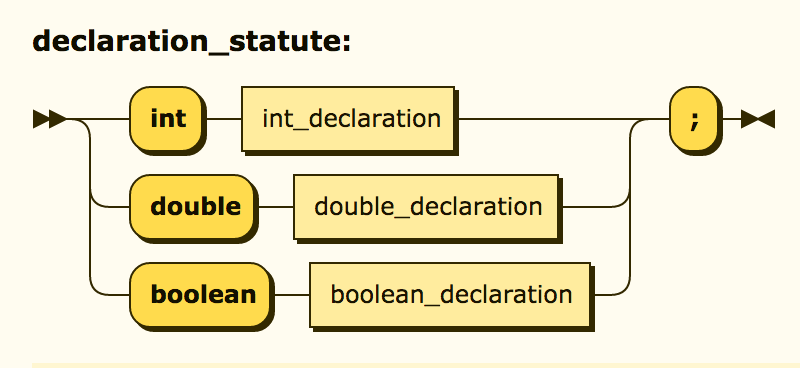 declaration_statute:
int int_declaration ;
double double_declaration
boolean boolean_declaration